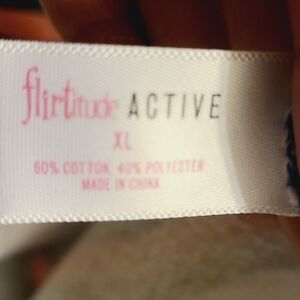 flirtitude ACTIVE
XL
60% COTTON, 40% POLYESTER
MADE IN CHINA